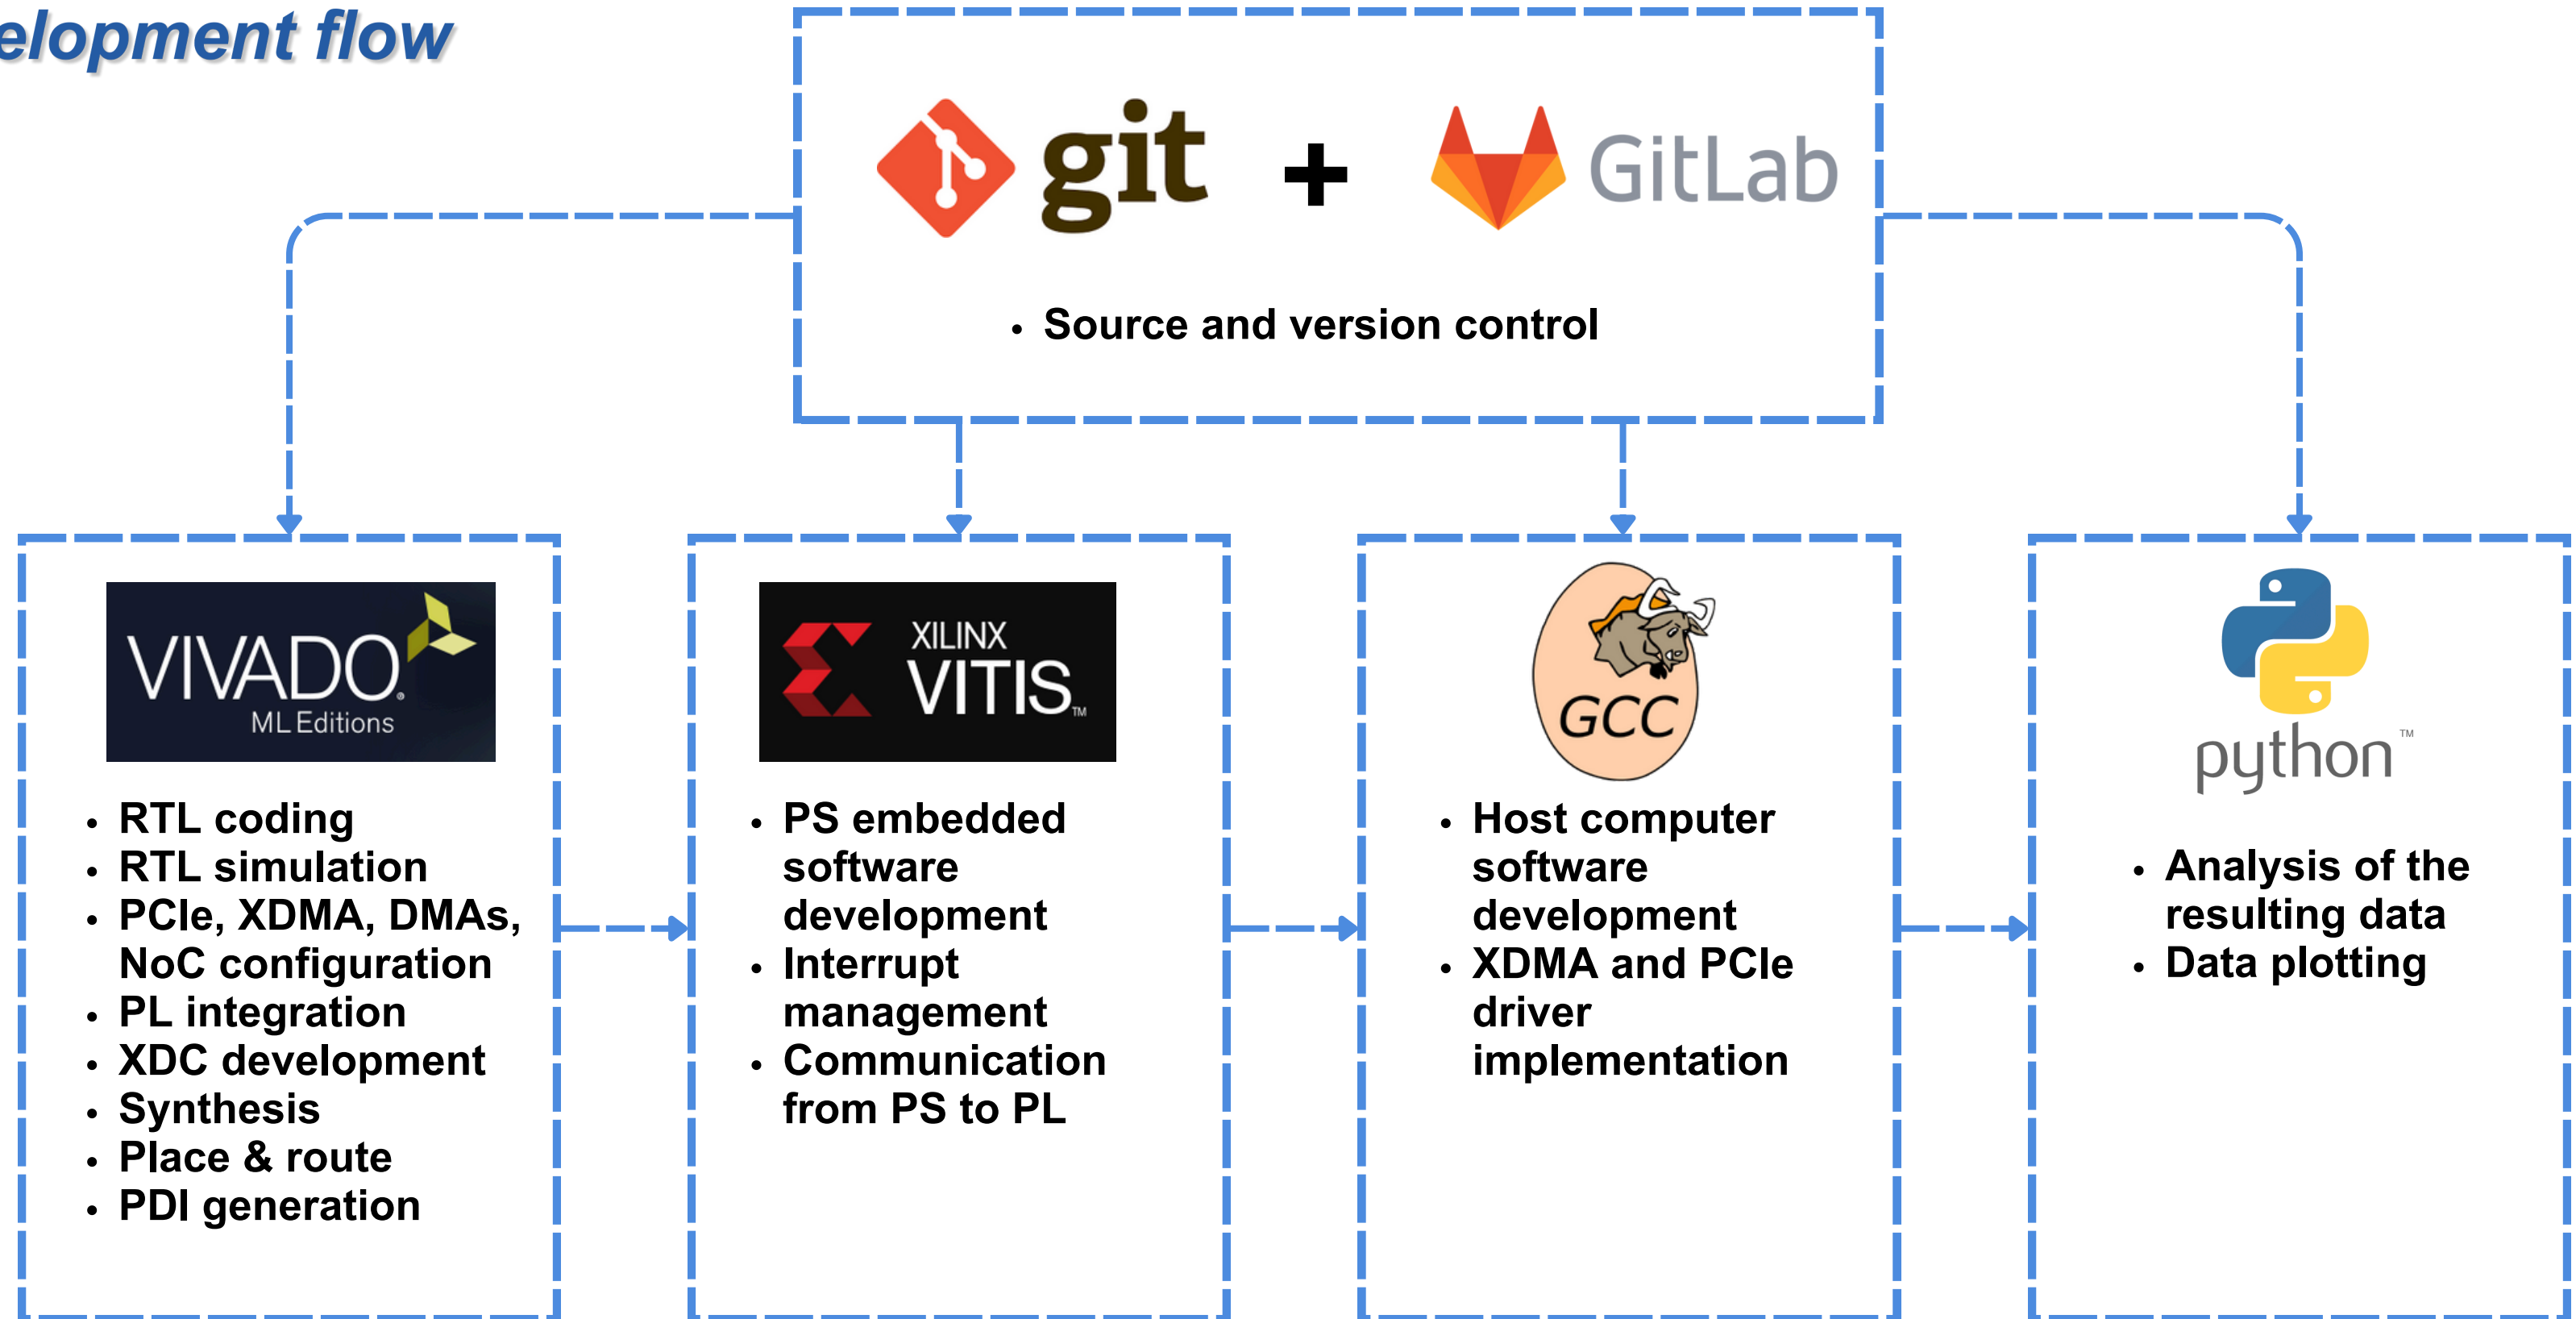 elopment flow
git + GitLab
• Source and version control
VIVADO®
ML Editions
• RTL coding
• RTL simulation
• PCIe, XDMA, DMAs,
NoC configuration
• PL integration
• XDC development
• Synthesis
• Place & route
• PDI generation
XILINX
VITIS™
• PS embedded
software
development
• Interrupt
management
• Communication
from PS to PL
GCC
• Host computer
software
development
• XDMA and PCIe
driver
implementation
python™
• Analysis of the
resulting data
• Data plotting